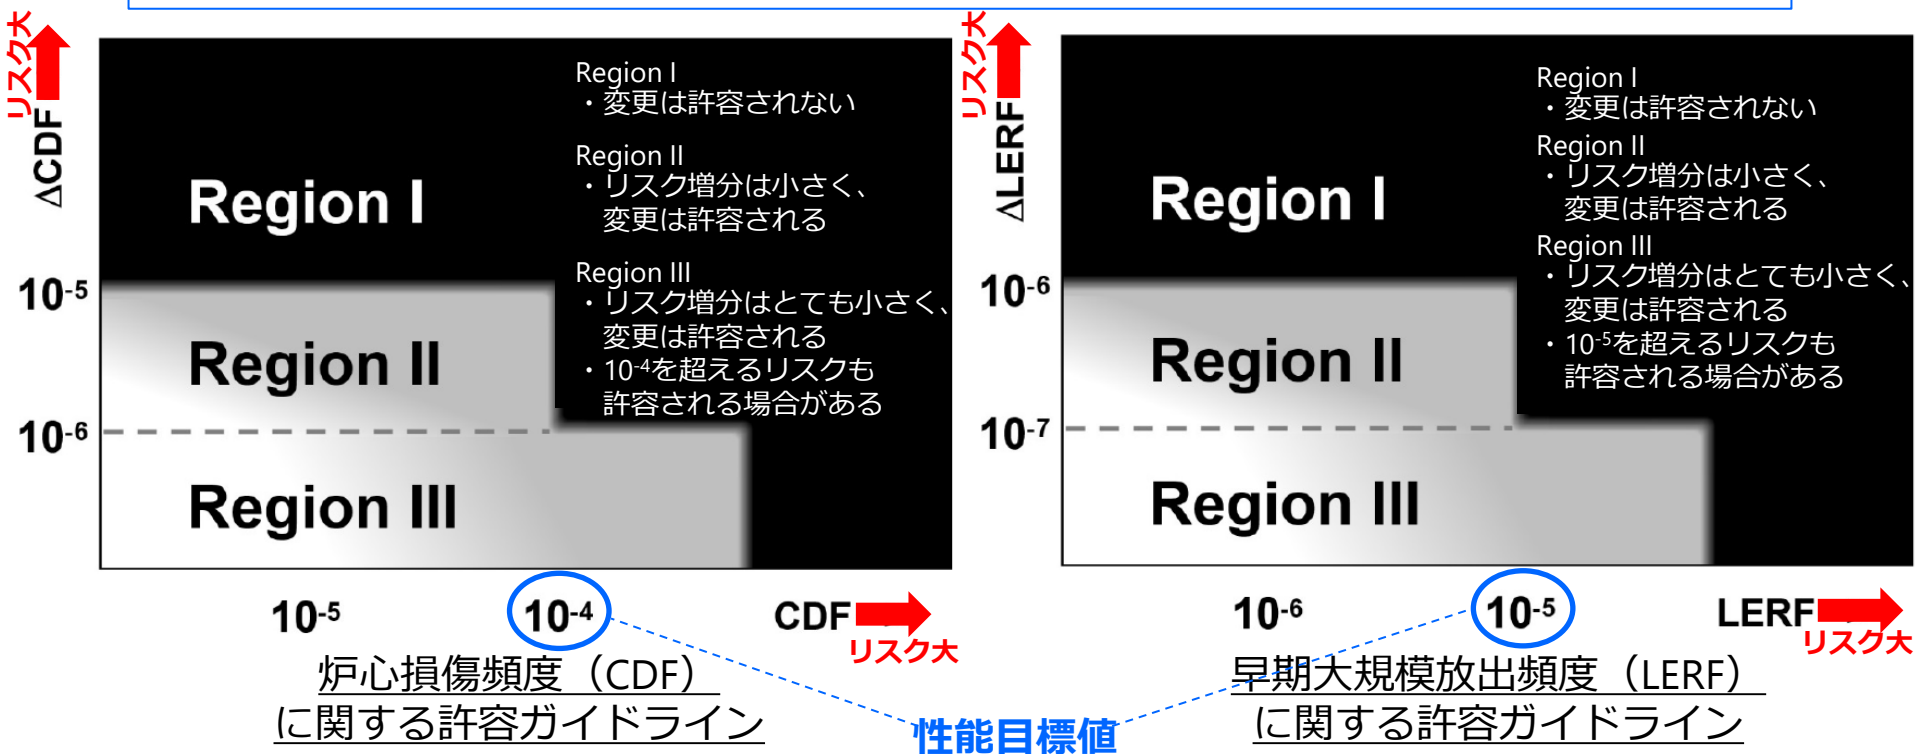 リスク大
ΔCDF
Region I
・変更は許容されない
Region II
・リスク増分は小さく、
変更は許容される
Region III
・リスク増分はとても小さく、
変更は許容される
・10-4を超えるリスクも
許容される場合がある
Region I
10-5
Region II
10-6
Region III
10-5
10-4
CDF
リスク大
炉心損傷頻度（CDF）
に関する許容ガイドライン
リスク大
ΔLERF
Region I
・変更は許容されない
Region II
・リスク増分は小さく、
変更は許容される
Region III
・リスク増分はとても小さく、
変更は許容される
・10-5を超えるリスクも
許容される場合がある
Region I
10-6
Region II
10-7
Region III
10-6
10-5
LERF
リスク大
早期大規模放出頻度（LERF）
に関する許容ガイドライン
性能目標値